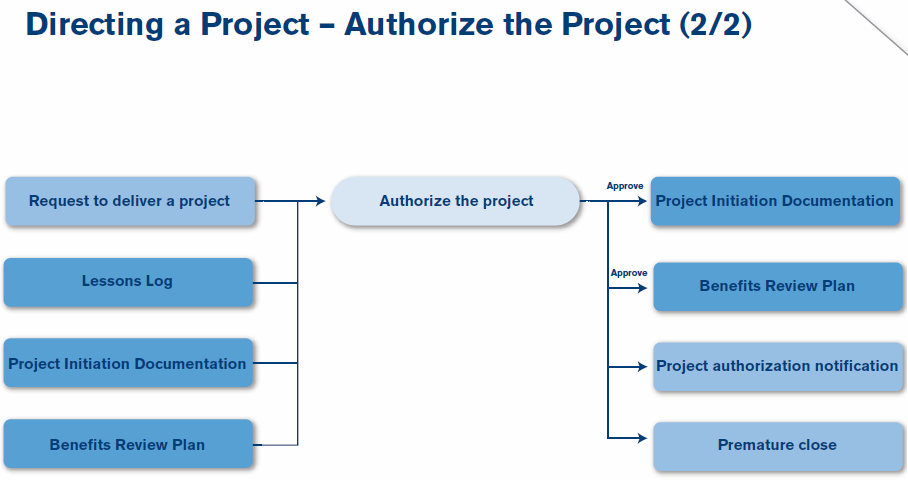 Directing a Project – Authorize the Project (2/2)
Request to deliver a project
Lessons Log
Project Initiation Documentation
Benefits Review Plan
Authorize the project
Approve
Project Initiation Documentation
Approve
Benefits Review Plan
Project authorization notification
Premature close